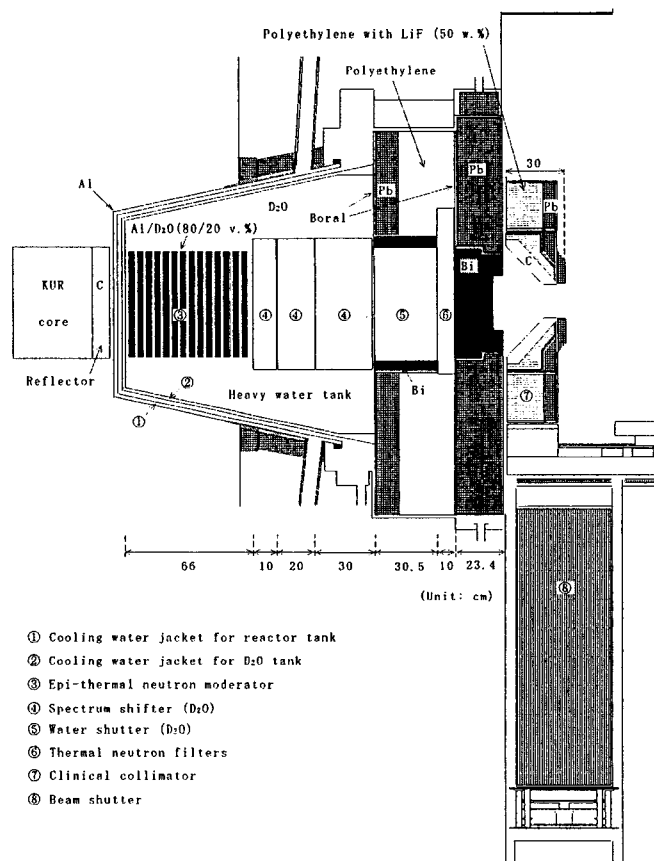 Polyethylene with LiF (50 w.%)
Polyethylene
30
Al
D₂O
Pb
Pb
Pb
Boral
Al/D₂O(80/20 v.%)
Bi
C
KUR
core
C
③
④
④
④
⑤
⑥
Reflector
②
Heavy water tank
Bi
⑦
①
66
10
20
30
30.5
10
23.4
(Unit: cm)
⑧
① Cooling water jacket for reactor tank
② Cooling water jacket for D₂O tank
③ Epi-thermal neutron moderator
④ Spectrum shifter (D₂O)
⑤ Water shutter (D₂O)
⑥ Thermal neutron filters
⑦ Clinical collimator
⑧ Beam shutter